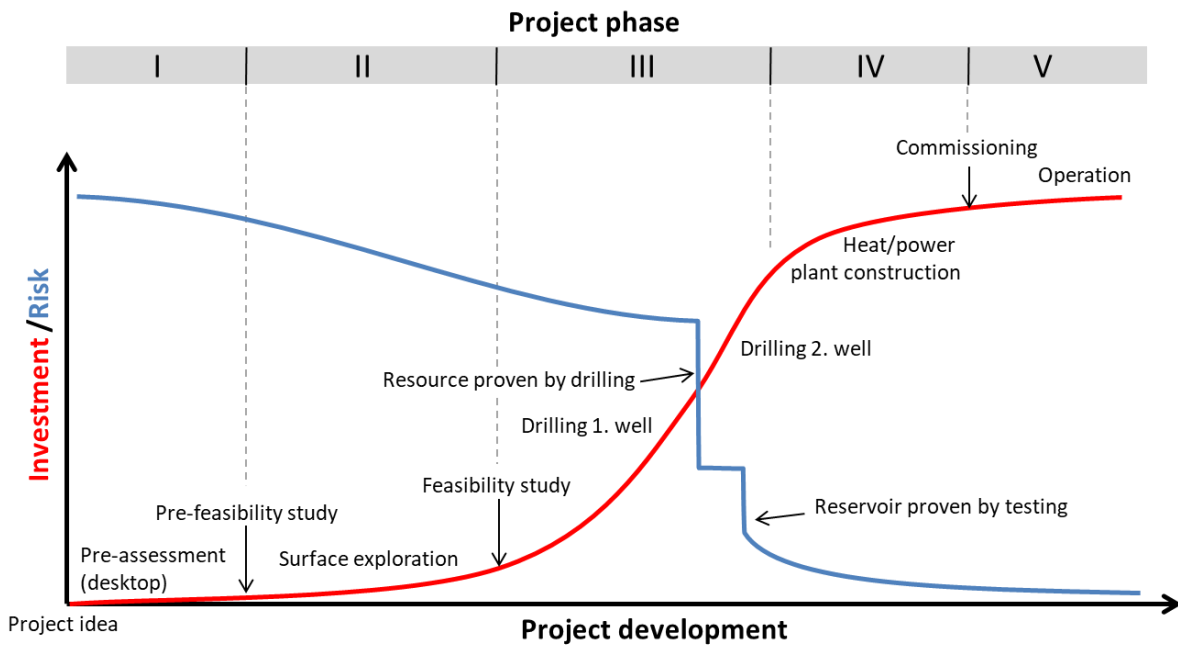 Project phase
I II III IV V
Commissioning
Operation
Heat/power
plant construction
Drilling 2. well
Resource proven by drilling
Drilling 1. well
Feasibility study
Reservoir proven by testing
Pre-feasibility study
Surface exploration
Pre-assessment
(desktop)
Investment /Risk
Project idea
Project development